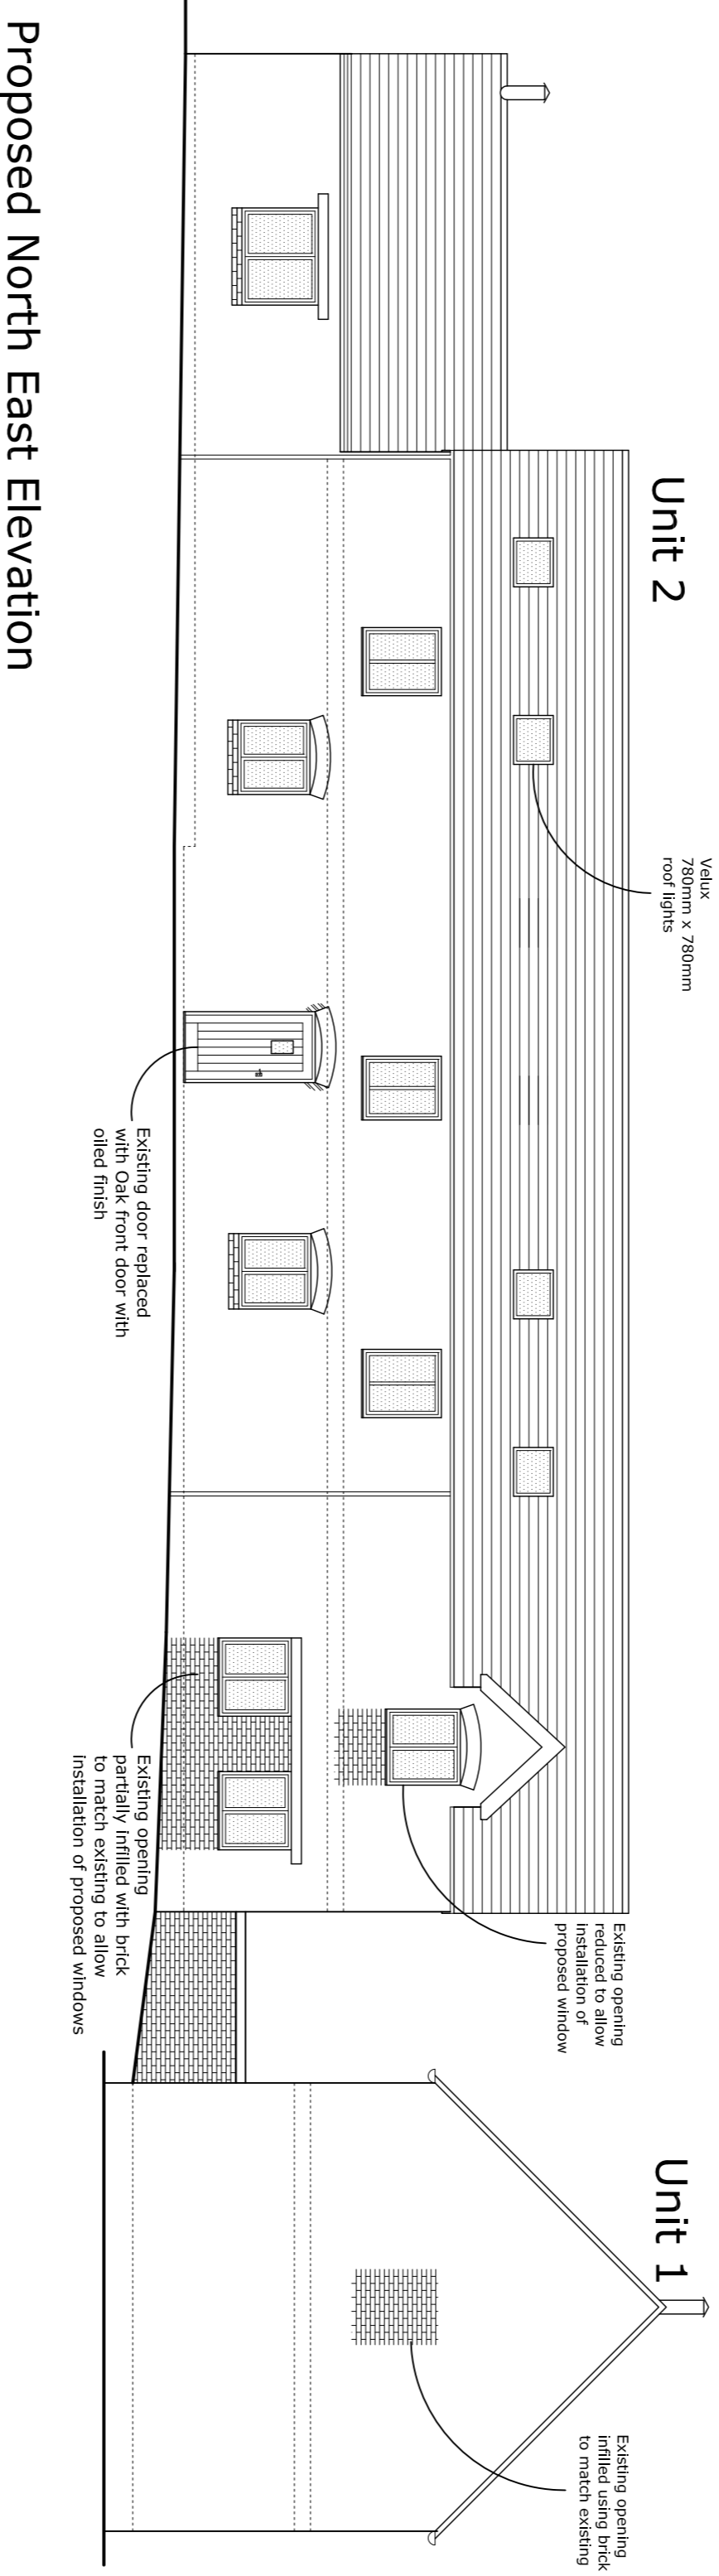 Unit 2
Unit 1
Velux
780mm x 780mm
roof lights
Existing opening
reduced to allow
installation of
proposed window
Existing opening
infilled using brick
to match existing
Existing door replaced
with Oak front door with
oiled finish
Existing opening
partially infilled with brick
to match existing to allow
installation of proposed windows
Proposed North East Elevation